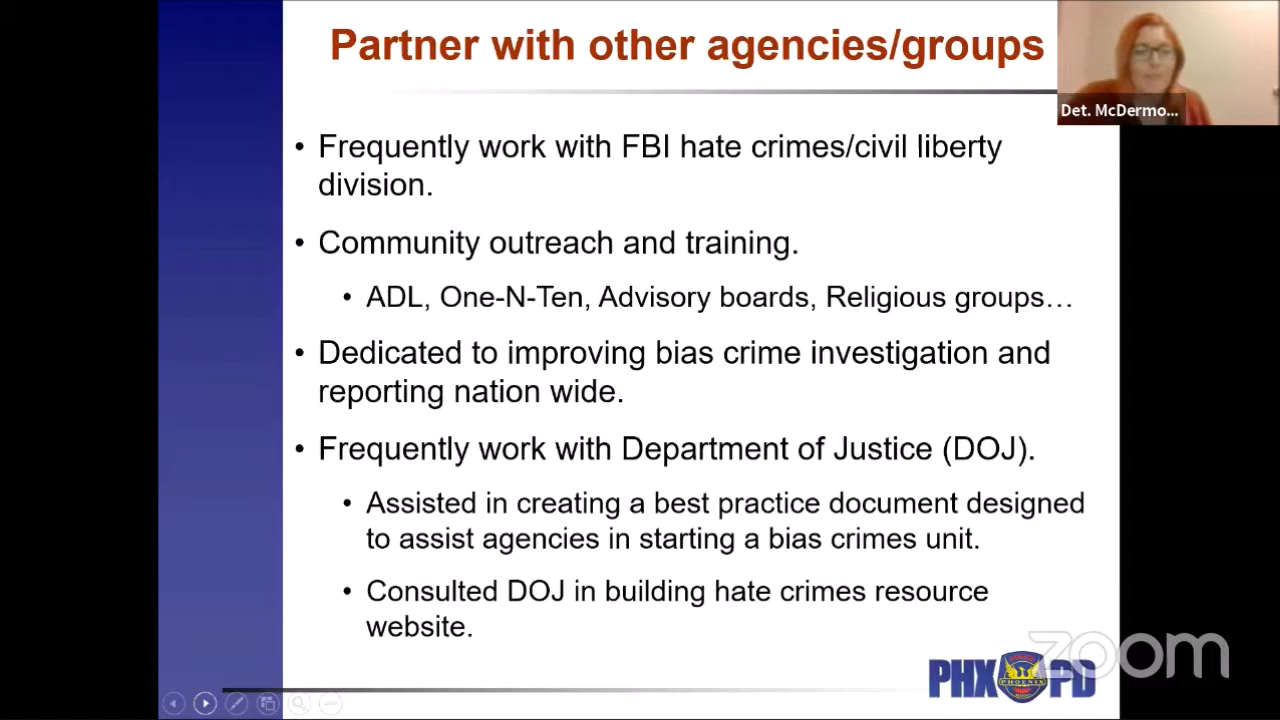 Partner with other agencies/groups
Det. McDermo...
• Frequently work with FBI hate crimes/civil liberty
division.
• Community outreach and training.
• ADL, One-N-Ten, Advisory boards, Religious groups…
• Dedicated to improving bias crime investigation and
reporting nation wide.
• Frequently work with Department of Justice (DOJ).
• Assisted in creating a best practice document designed
to assist agencies in starting a bias crimes unit.
• Consulted DOJ in building hate crimes resource
website.
zoom
PHX PHOENIX PD